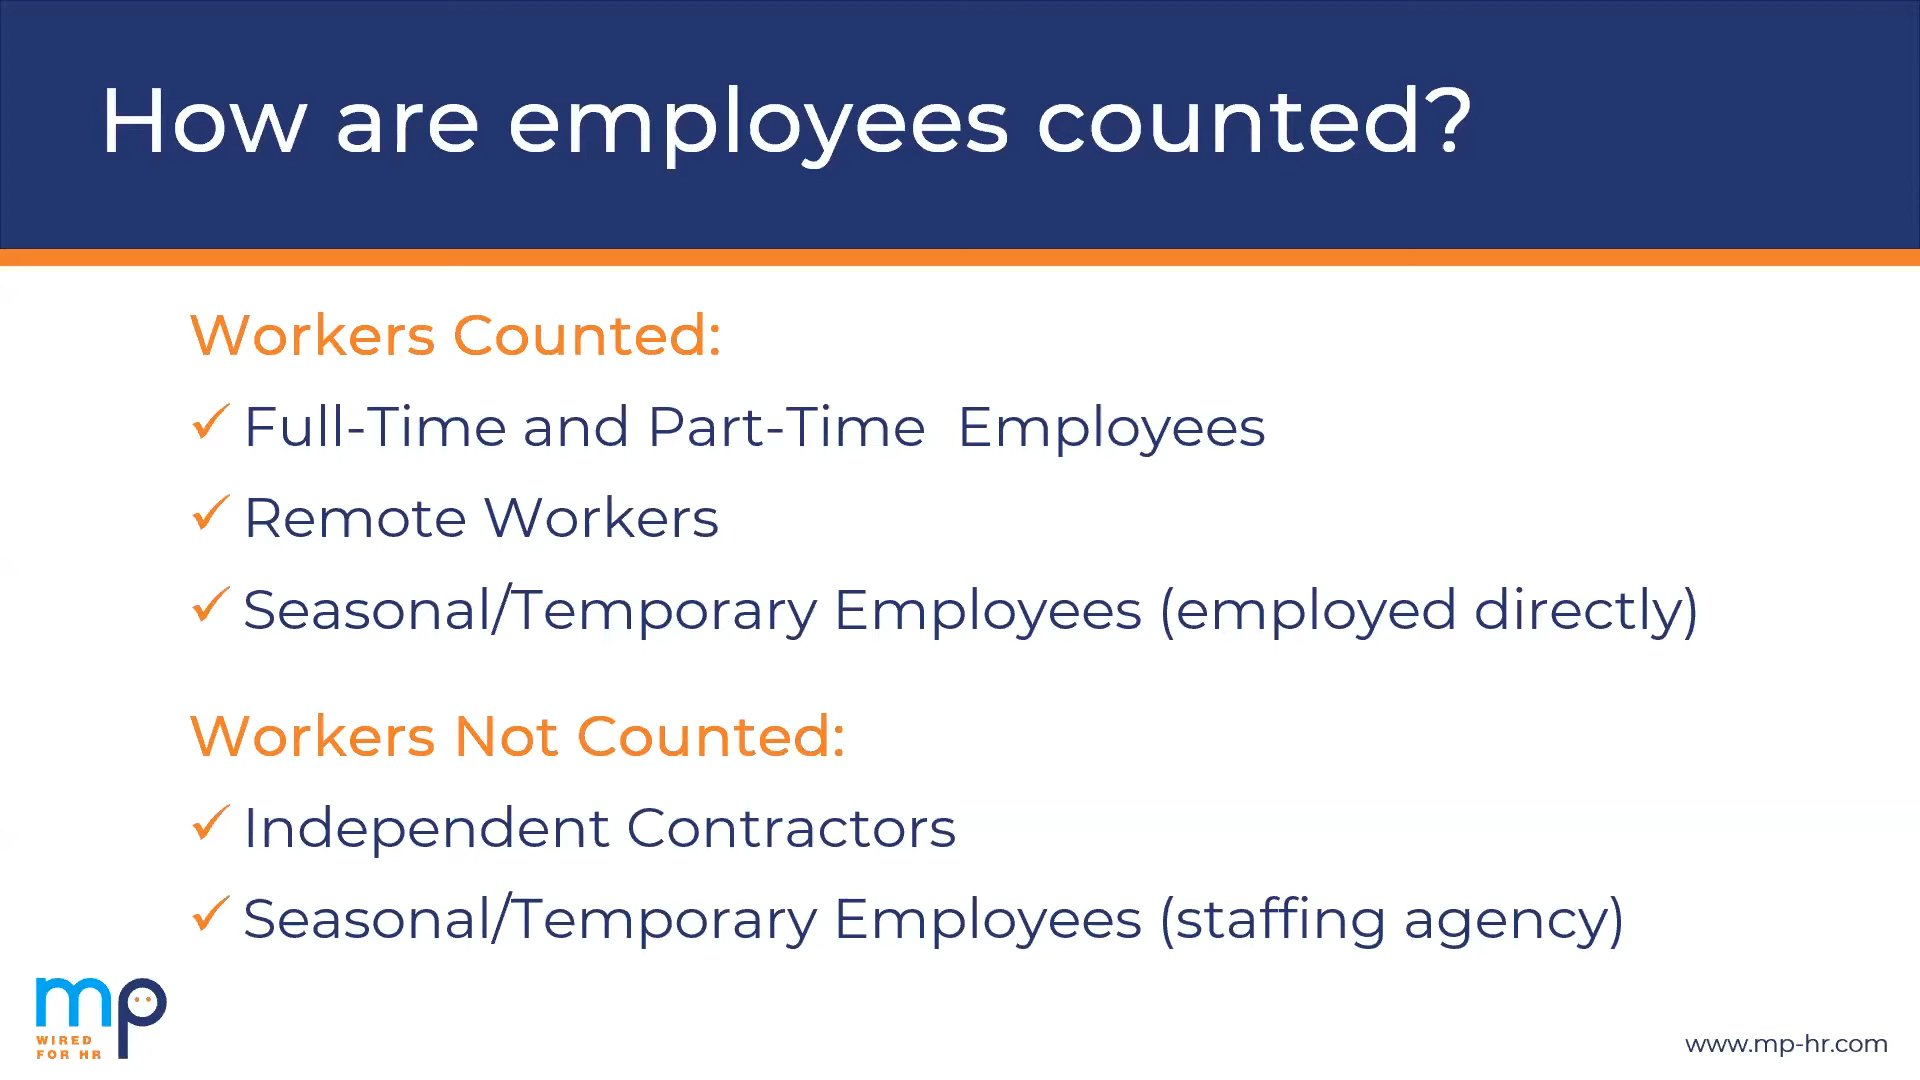 How are employees counted?
Workers Counted:
✓ Full-Time and Part-Time  Employees
✓ Remote Workers
✓ Seasonal/Temporary Employees (employed directly)
Workers Not Counted:
✓ Independent Contractors
✓ Seasonal/Temporary Employees (staffing agency)
mp
WIRED
FOR HR
www.mp-hr.com